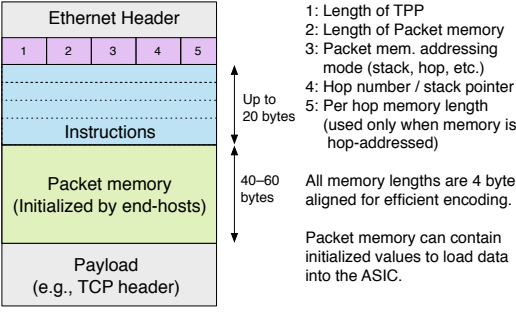 Ethernet Header
1 2 3 4 5
Instructions
Up to
20 bytes
Packet memory
(Initialized by end-hosts)
40–60
bytes
Payload
(e.g., TCP header)
1: Length of TPP
2: Length of Packet memory
3: Packet mem. addressing
mode (stack, hop, etc.)
4: Hop number / stack pointer
5: Per hop memory length
(used only when memory is
hop-addressed)
All memory lengths are 4 byte
aligned for efficient encoding.
Packet memory can contain
initialized values to load data
into the ASIC.